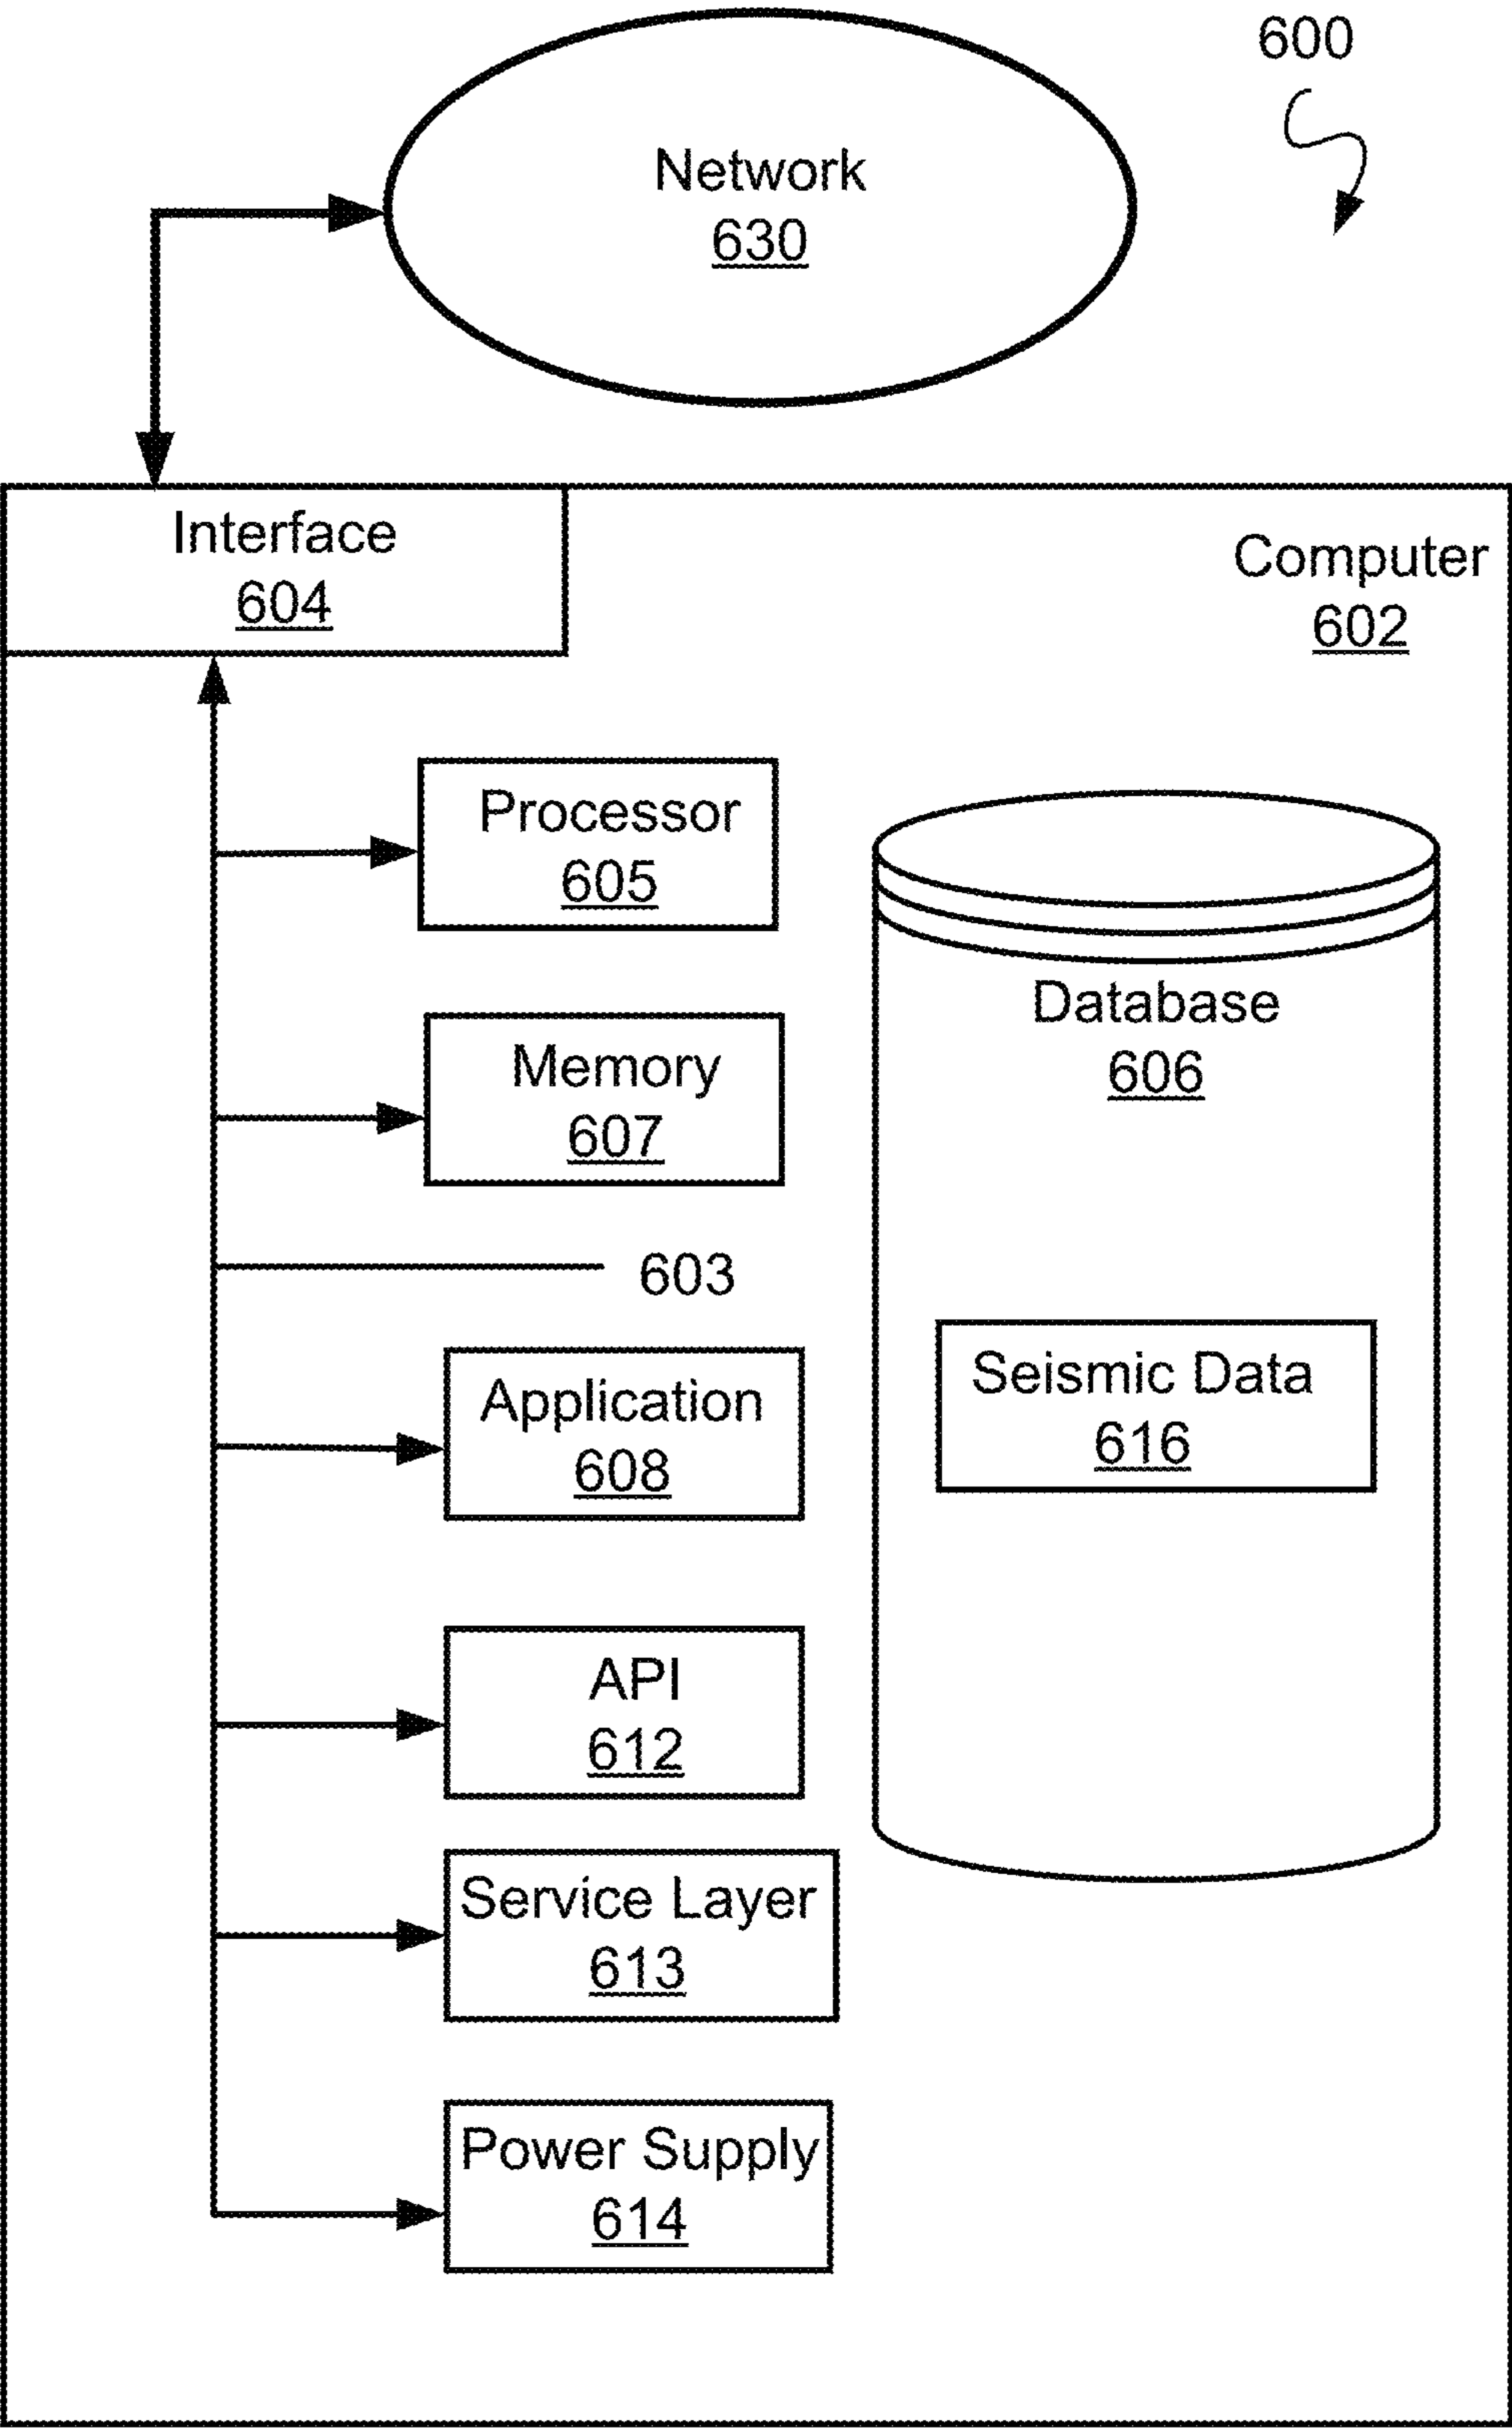 600
Network
630
Interface
604
Computer
602
Processor
605
Database
606
Memory
607
603
Seismic Data
616
Application
608
API
612
Service Layer
613
Power Supply
614